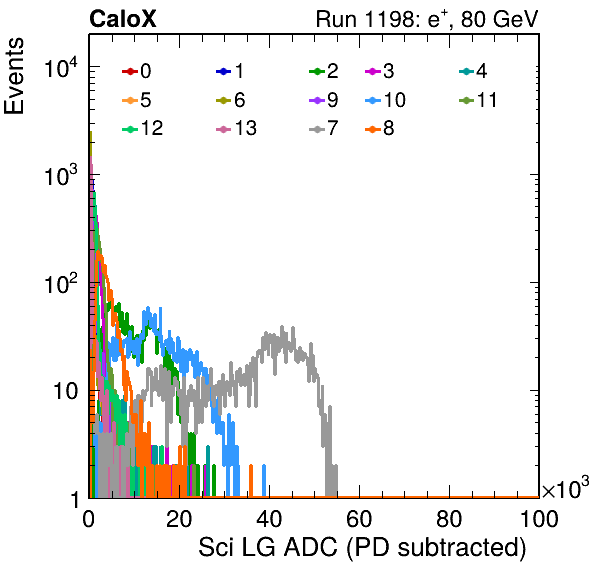 CaloX Run 1198: e⁺, 80 GeV
Events
10⁴
10³
10²
10
1
0 1 2 3 4
5 6 9 10 11
12 13 7 8
0 20 40 60 80 100
×10³
Sci LG ADC (PD subtracted)